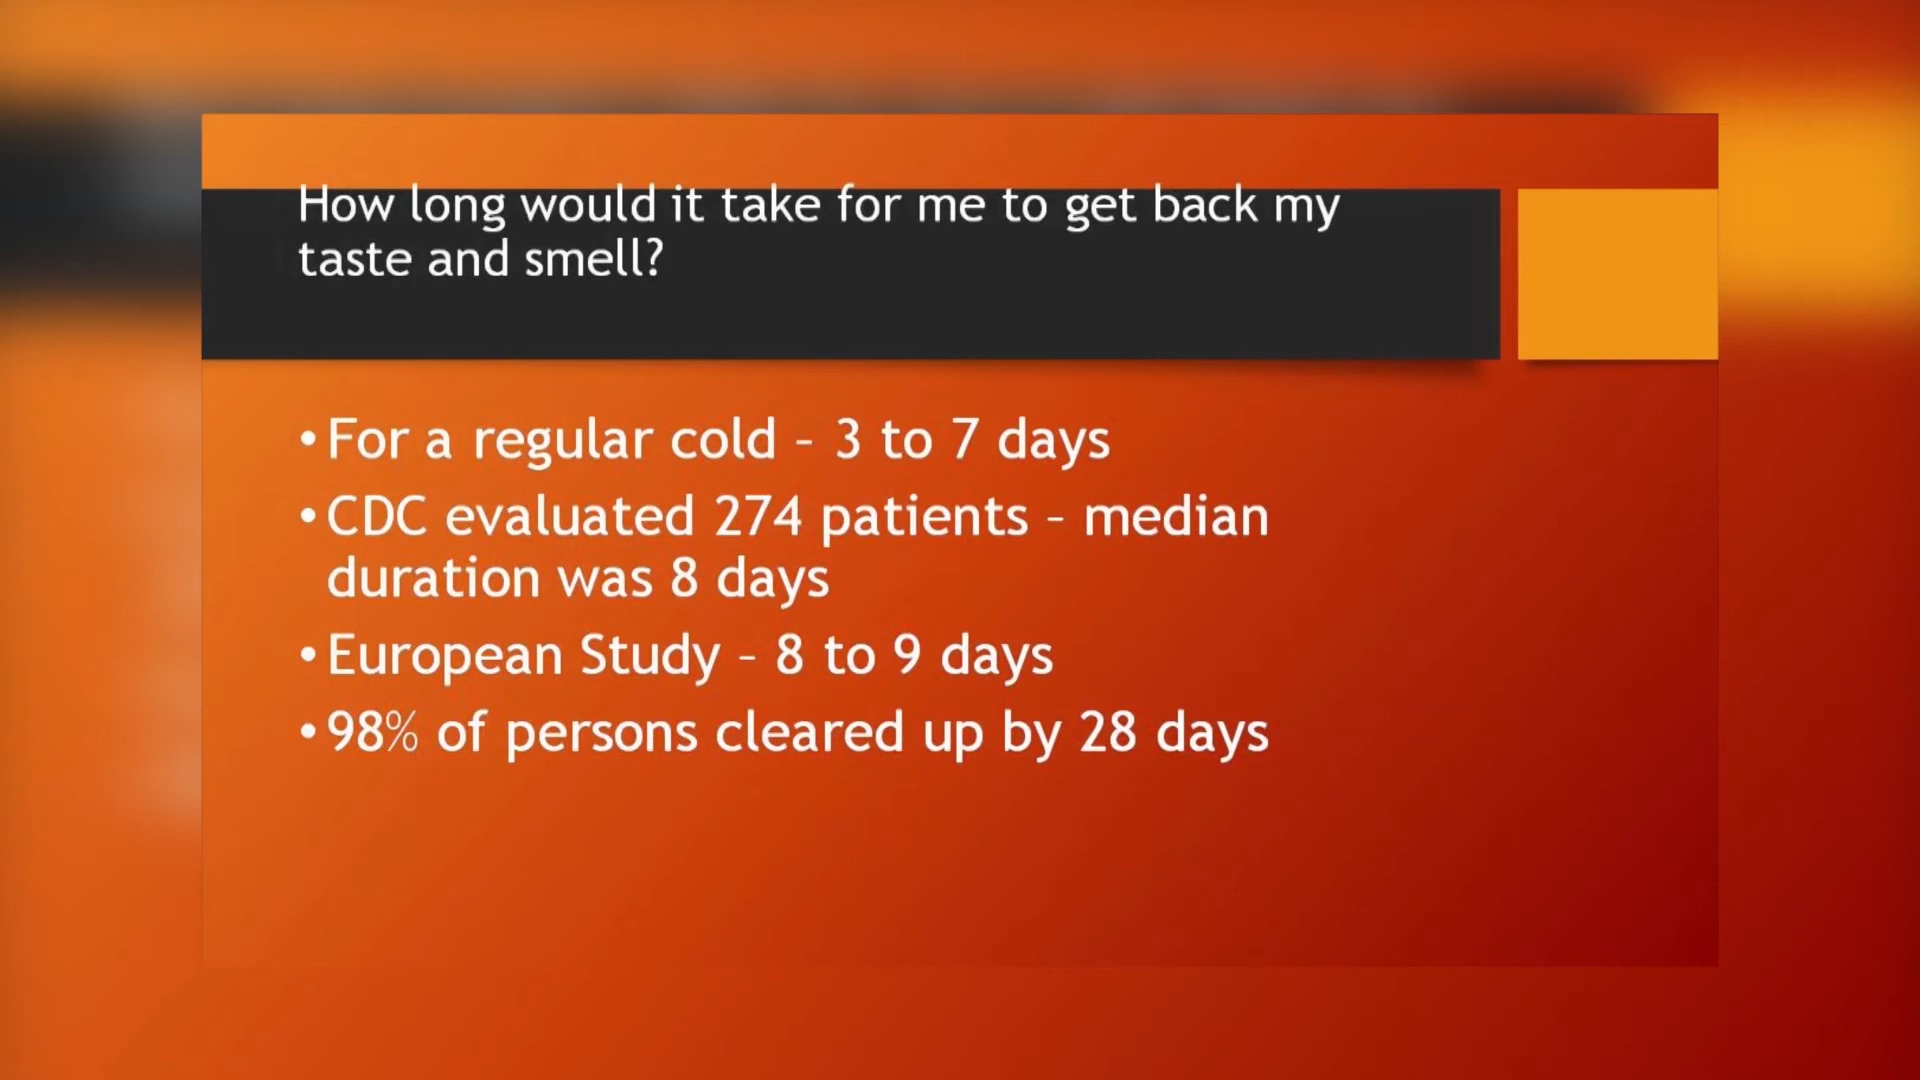 How long would it take for me to get back my
taste and smell?
•For a regular cold – 3 to 7 days
•CDC evaluated 274 patients – median
duration was 8 days
•European Study – 8 to 9 days
•98% of persons cleared up by 28 days